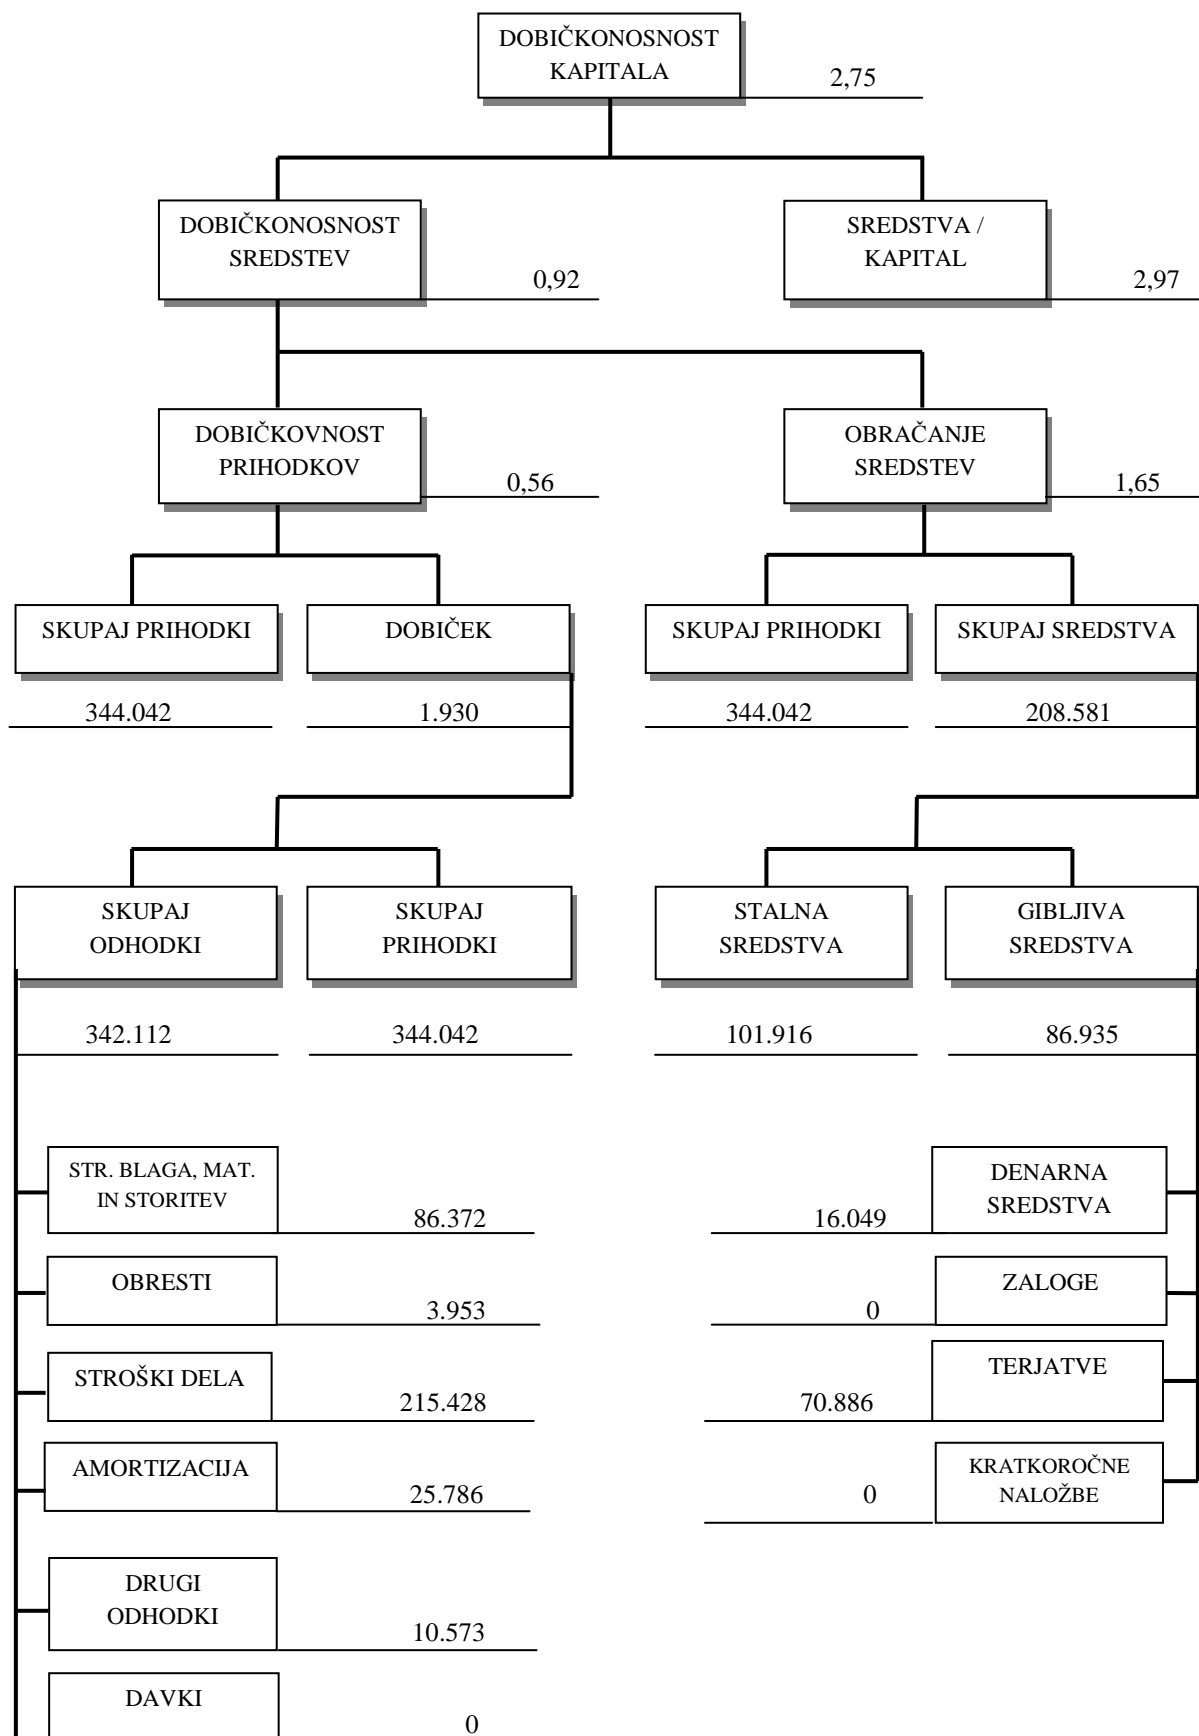 DOBIČKONOSNOST
KAPITALA
2,75
DOBIČKONOSNOST
SREDSTEV
0,92
SREDSTVA /
KAPITAL
2,97
DOBIČKOVNOST
PRIHODKOV
0,56
OBRAČANJE
SREDSTEV
1,65
SKUPAJ PRIHODKI
DOBIČEK
SKUPAJ PRIHODKI
SKUPAJ SREDSTVA
344.042
1.930
344.042
208.581
SKUPAJ
ODHODKI
SKUPAJ
PRIHODKI
STALNA
SREDSTVA
GIBLJIVA
SREDSTVA
342.112
344.042
101.916
86.935
STR. BLAGA, MAT.
IN STORITEV
86.372
16.049
DENARNA
SREDSTVA
OBRESTI
3.953
0
ZALOGE
STROŠKI DELA
215.428
70.886
TERJATVE
AMORTIZACIJA
25.786
0
KRATKOROČNE
NALOŽBE
DRUGI
ODHODKI
10.573
DAVKI
0